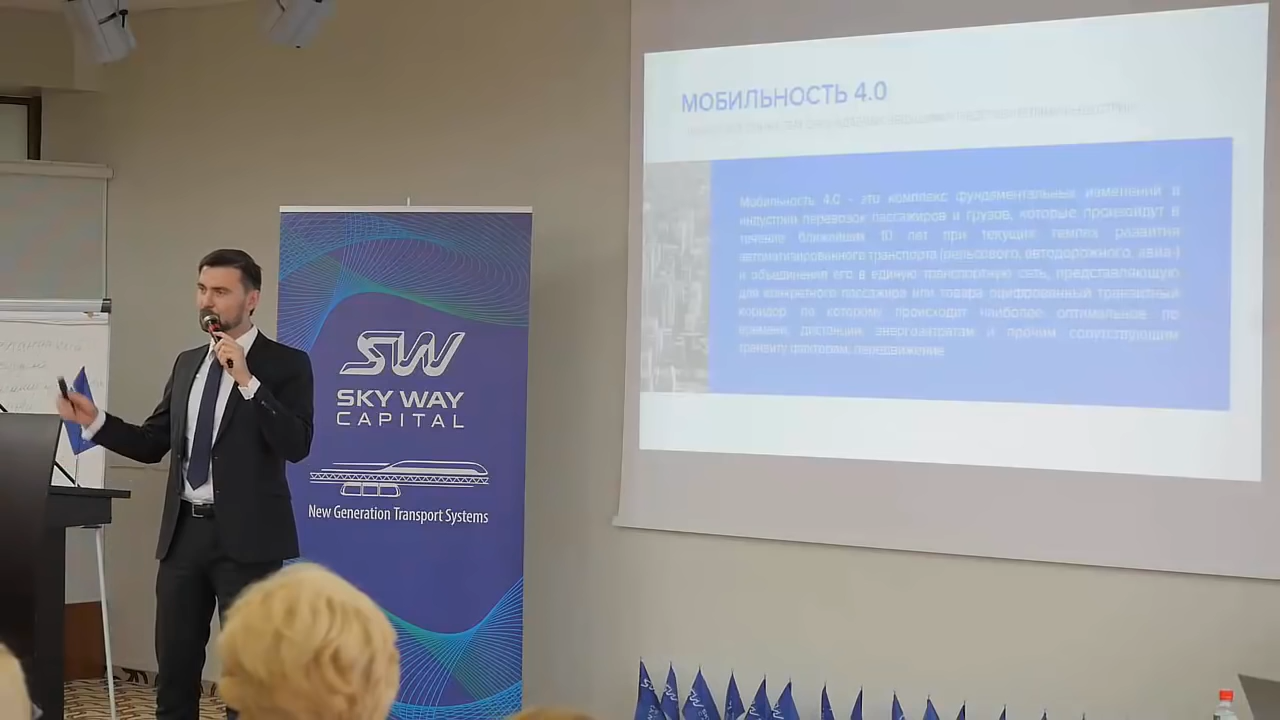 МОБИЛЬНОСТЬ 4.0
Мобильность 4.0 - это комплекс фундаментальных изменений в
индустрии перевозок пассажиров и грузов, которые произойдут в
течение ближайших 10 лет при текущих темпах развития
автоматизированного транспорта (рельсового, автодорожного, авиа-)
и объединения его в единую транспортную сеть, представляющую
для конкретного пассажира или товара оцифрованный транзитный
коридор по которому происходит наиболее оптимальное по
времени, дистанции, энергозатратам и прочим сопутствующим
транзиту факторам, передвижение
SW
SKY WAY
CAPITAL
New Generation Transport Systems